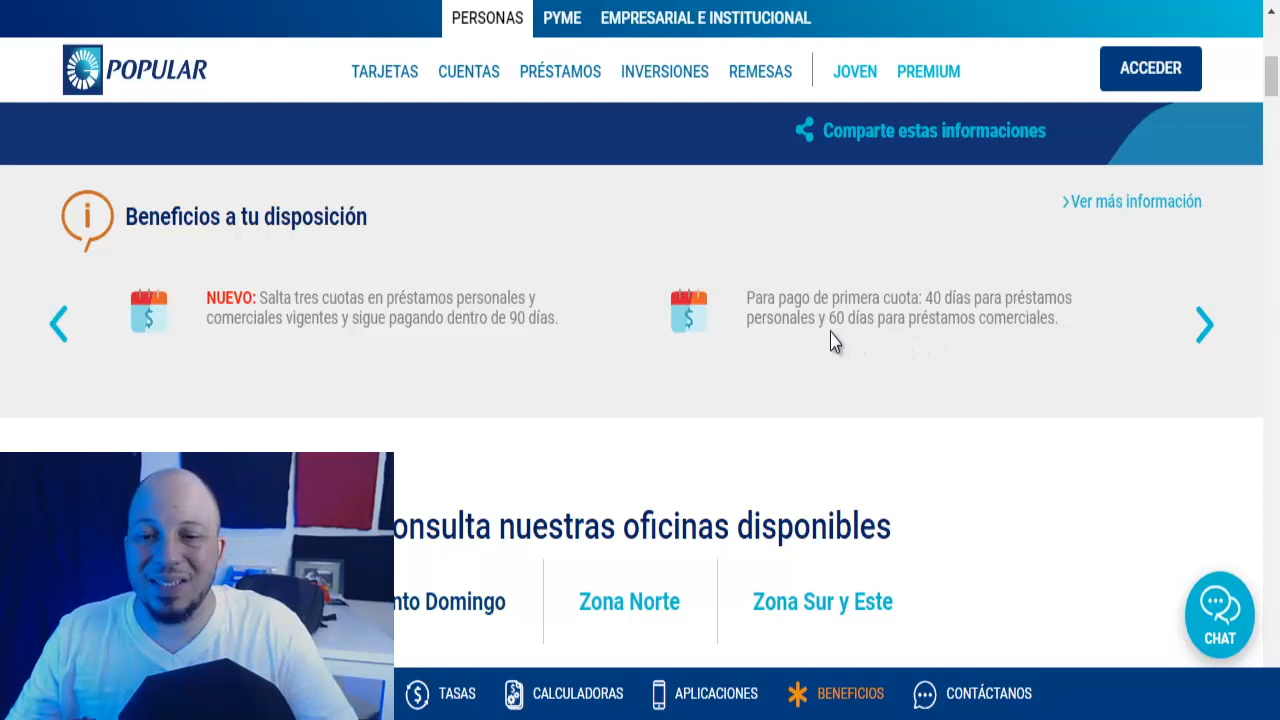 PERSONAS PYME EMPRESARIAL E INSTITUCIONAL
POPULAR TARJETAS CUENTAS PRÉSTAMOS INVERSIONES REMESAS JOVEN PREMIUM ACCEDER
Comparte estas informaciones
i Beneficios a tu disposición
Ver más información
NUEVO: Salta tres cuotas en préstamos personales y
comerciales vigentes y sigue pagando dentro de 90 días.
Para pago de primera cuota: 40 días para préstamos
personales y 60 días para préstamos comerciales.
onsulta nuestras oficinas disponibles
nto Domingo Zona Norte Zona Sur y Este
CHAT
TASAS CALCULADORAS APLICACIONES BENEFICIOS CONTÁCTANOS